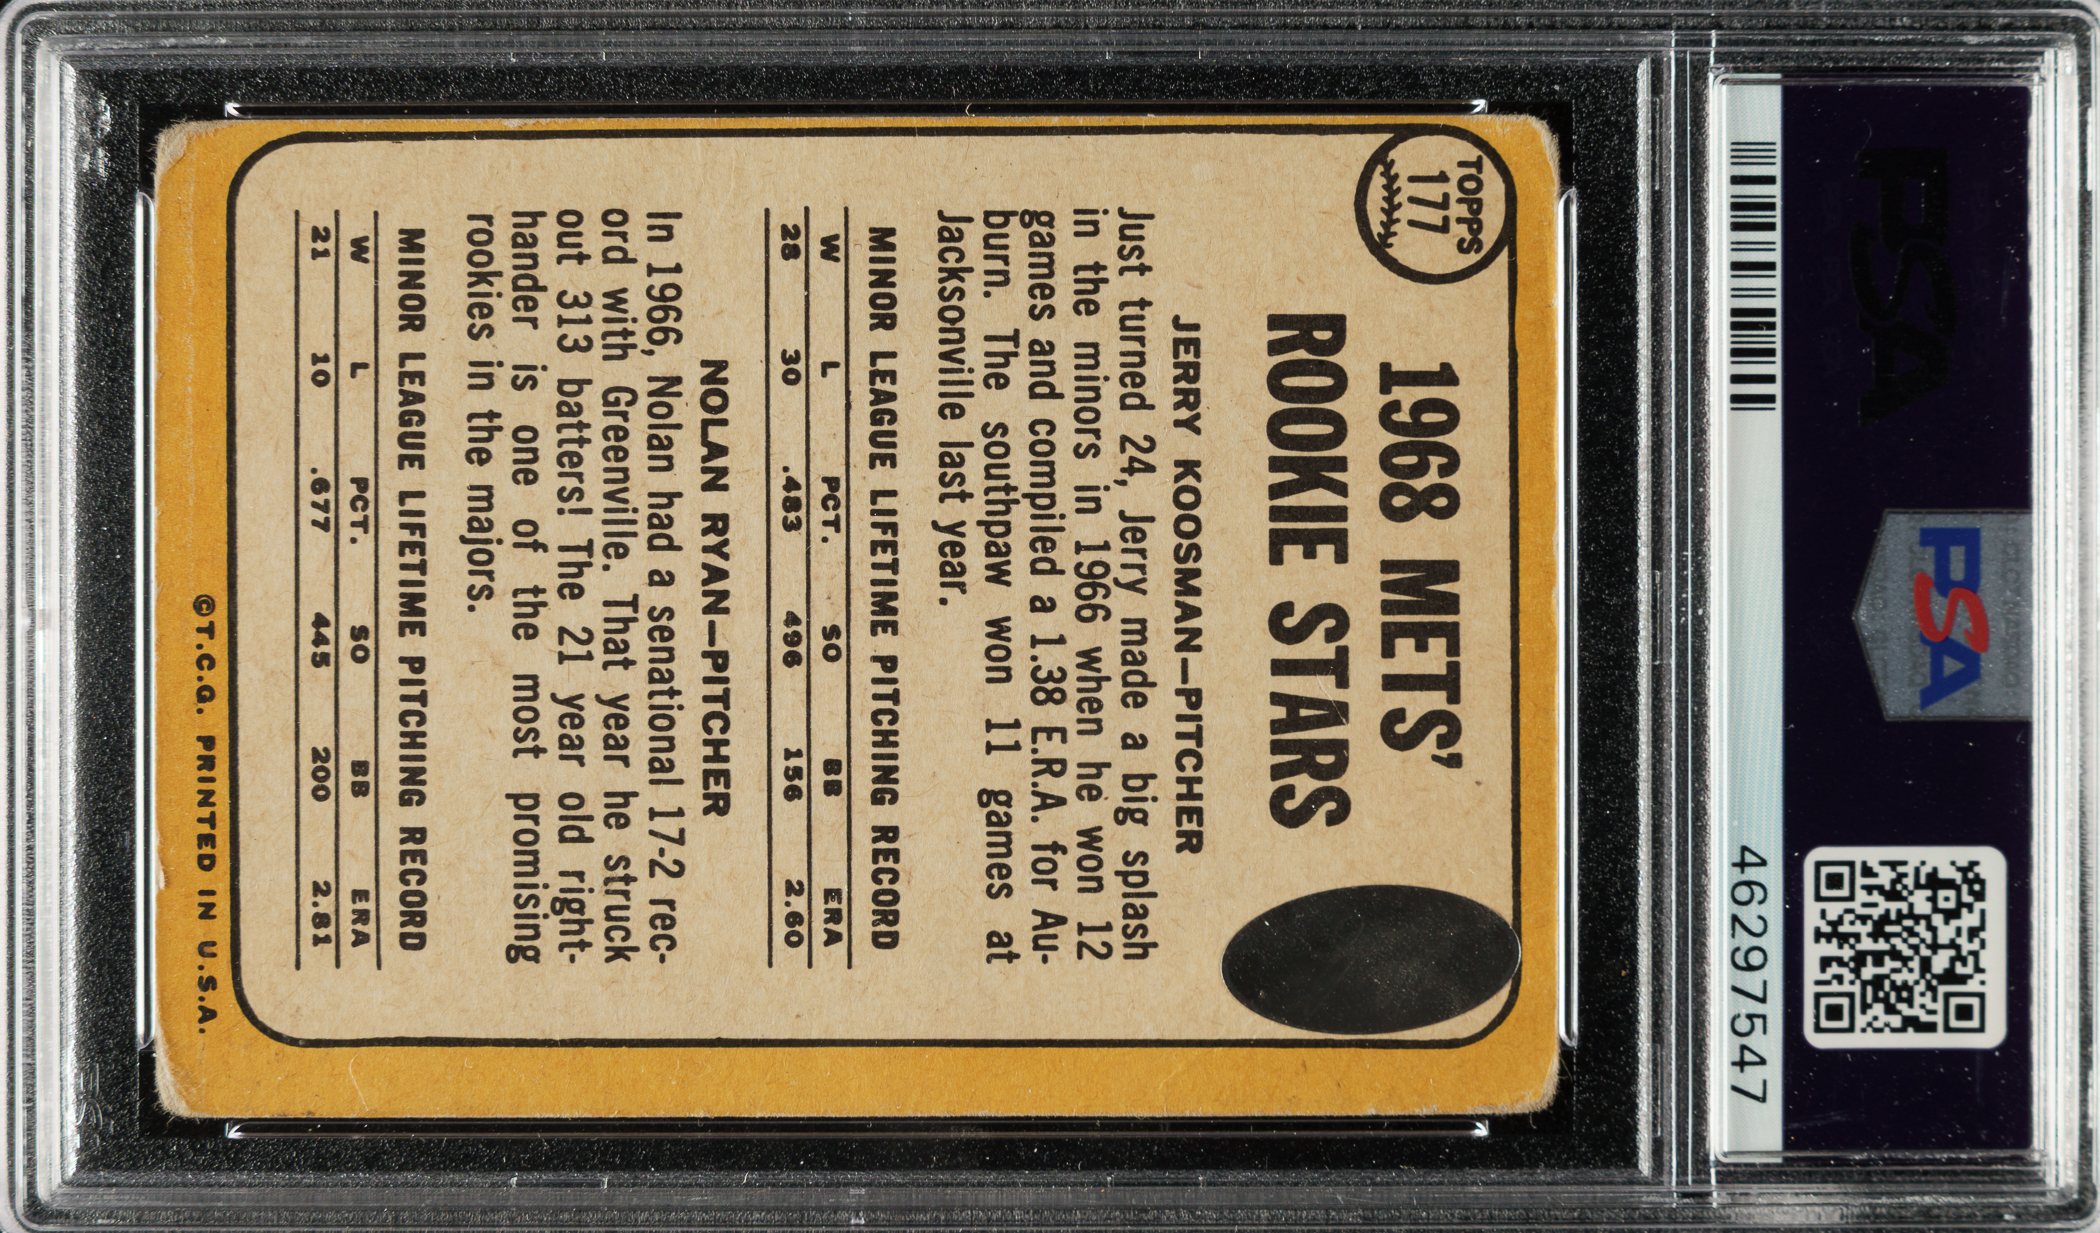 PSA
PSA
46297547
TOPPS
177
1968 METS'
ROOKIE STARS
JERRY KOOSMAN—PITCHER
Just turned 24, Jerry made a big splash
in the minors in 1966 when he won 12
games and compiled a 1.38 E.R.A. for Au-
burn. The southpaw won 11 games at
Jacksonville last year.
MINOR LEAGUE LIFETIME PITCHING RECORD
W L PCT. SO BB ERA
28 30 .483 496 156 2.60
NOLAN RYAN—PITCHER
In 1966, Nolan had a senational 17-2 rec-
ord with Greenville. That year he struck
out 313 batters! The 21 year old right-
hander is one of the most promising
rookies in the majors.
MINOR LEAGUE LIFETIME PITCHING RECORD
W L PCT. SO BB ERA
21 10 .677 445 200 2.81
©T.C.G. PRINTED IN U.S.A.